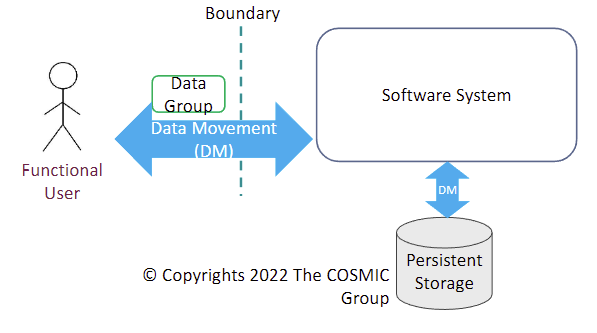 Boundary
Data
Group
Data Movement
(DM)
Software System
Functional
User
DM
Persistent
Storage
© Copyrights 2022 The COSMIC
Group